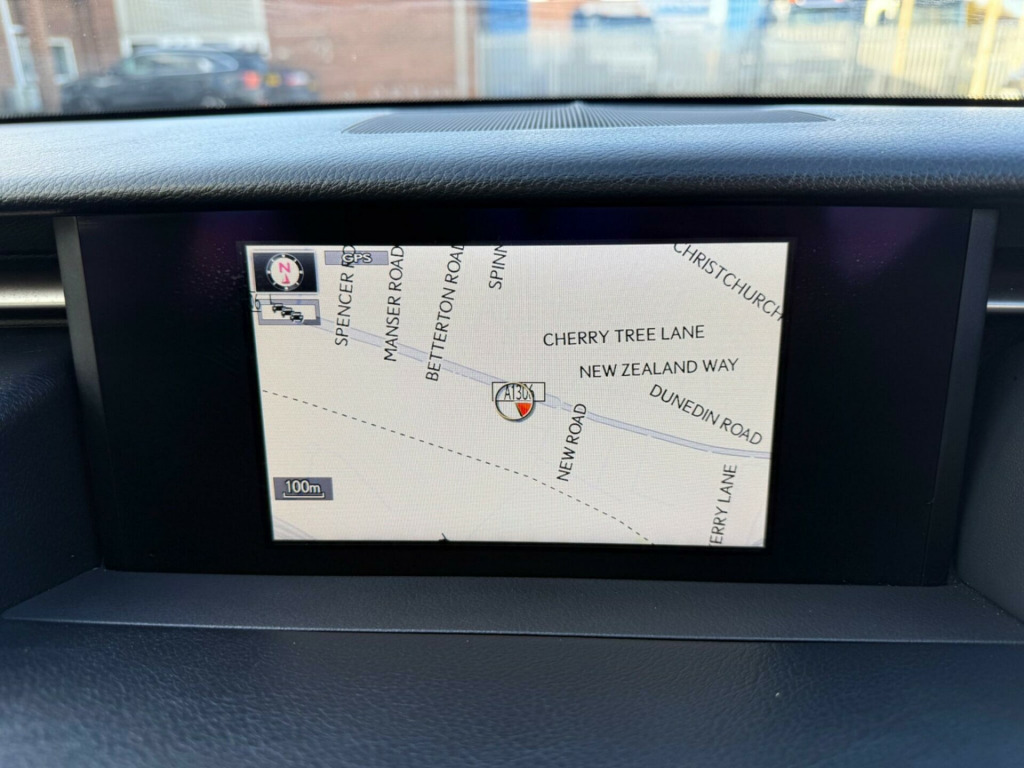 N
GPS
SPENCER R
MANSER ROAD
BETTERTON ROAD
SPINN
CHRISTCHURCH
CHERRY TREE LANE
NEW ZEALAND WAY
DUNEDIN ROAD
A1306
NEW ROAD
ERRY LANE
100m